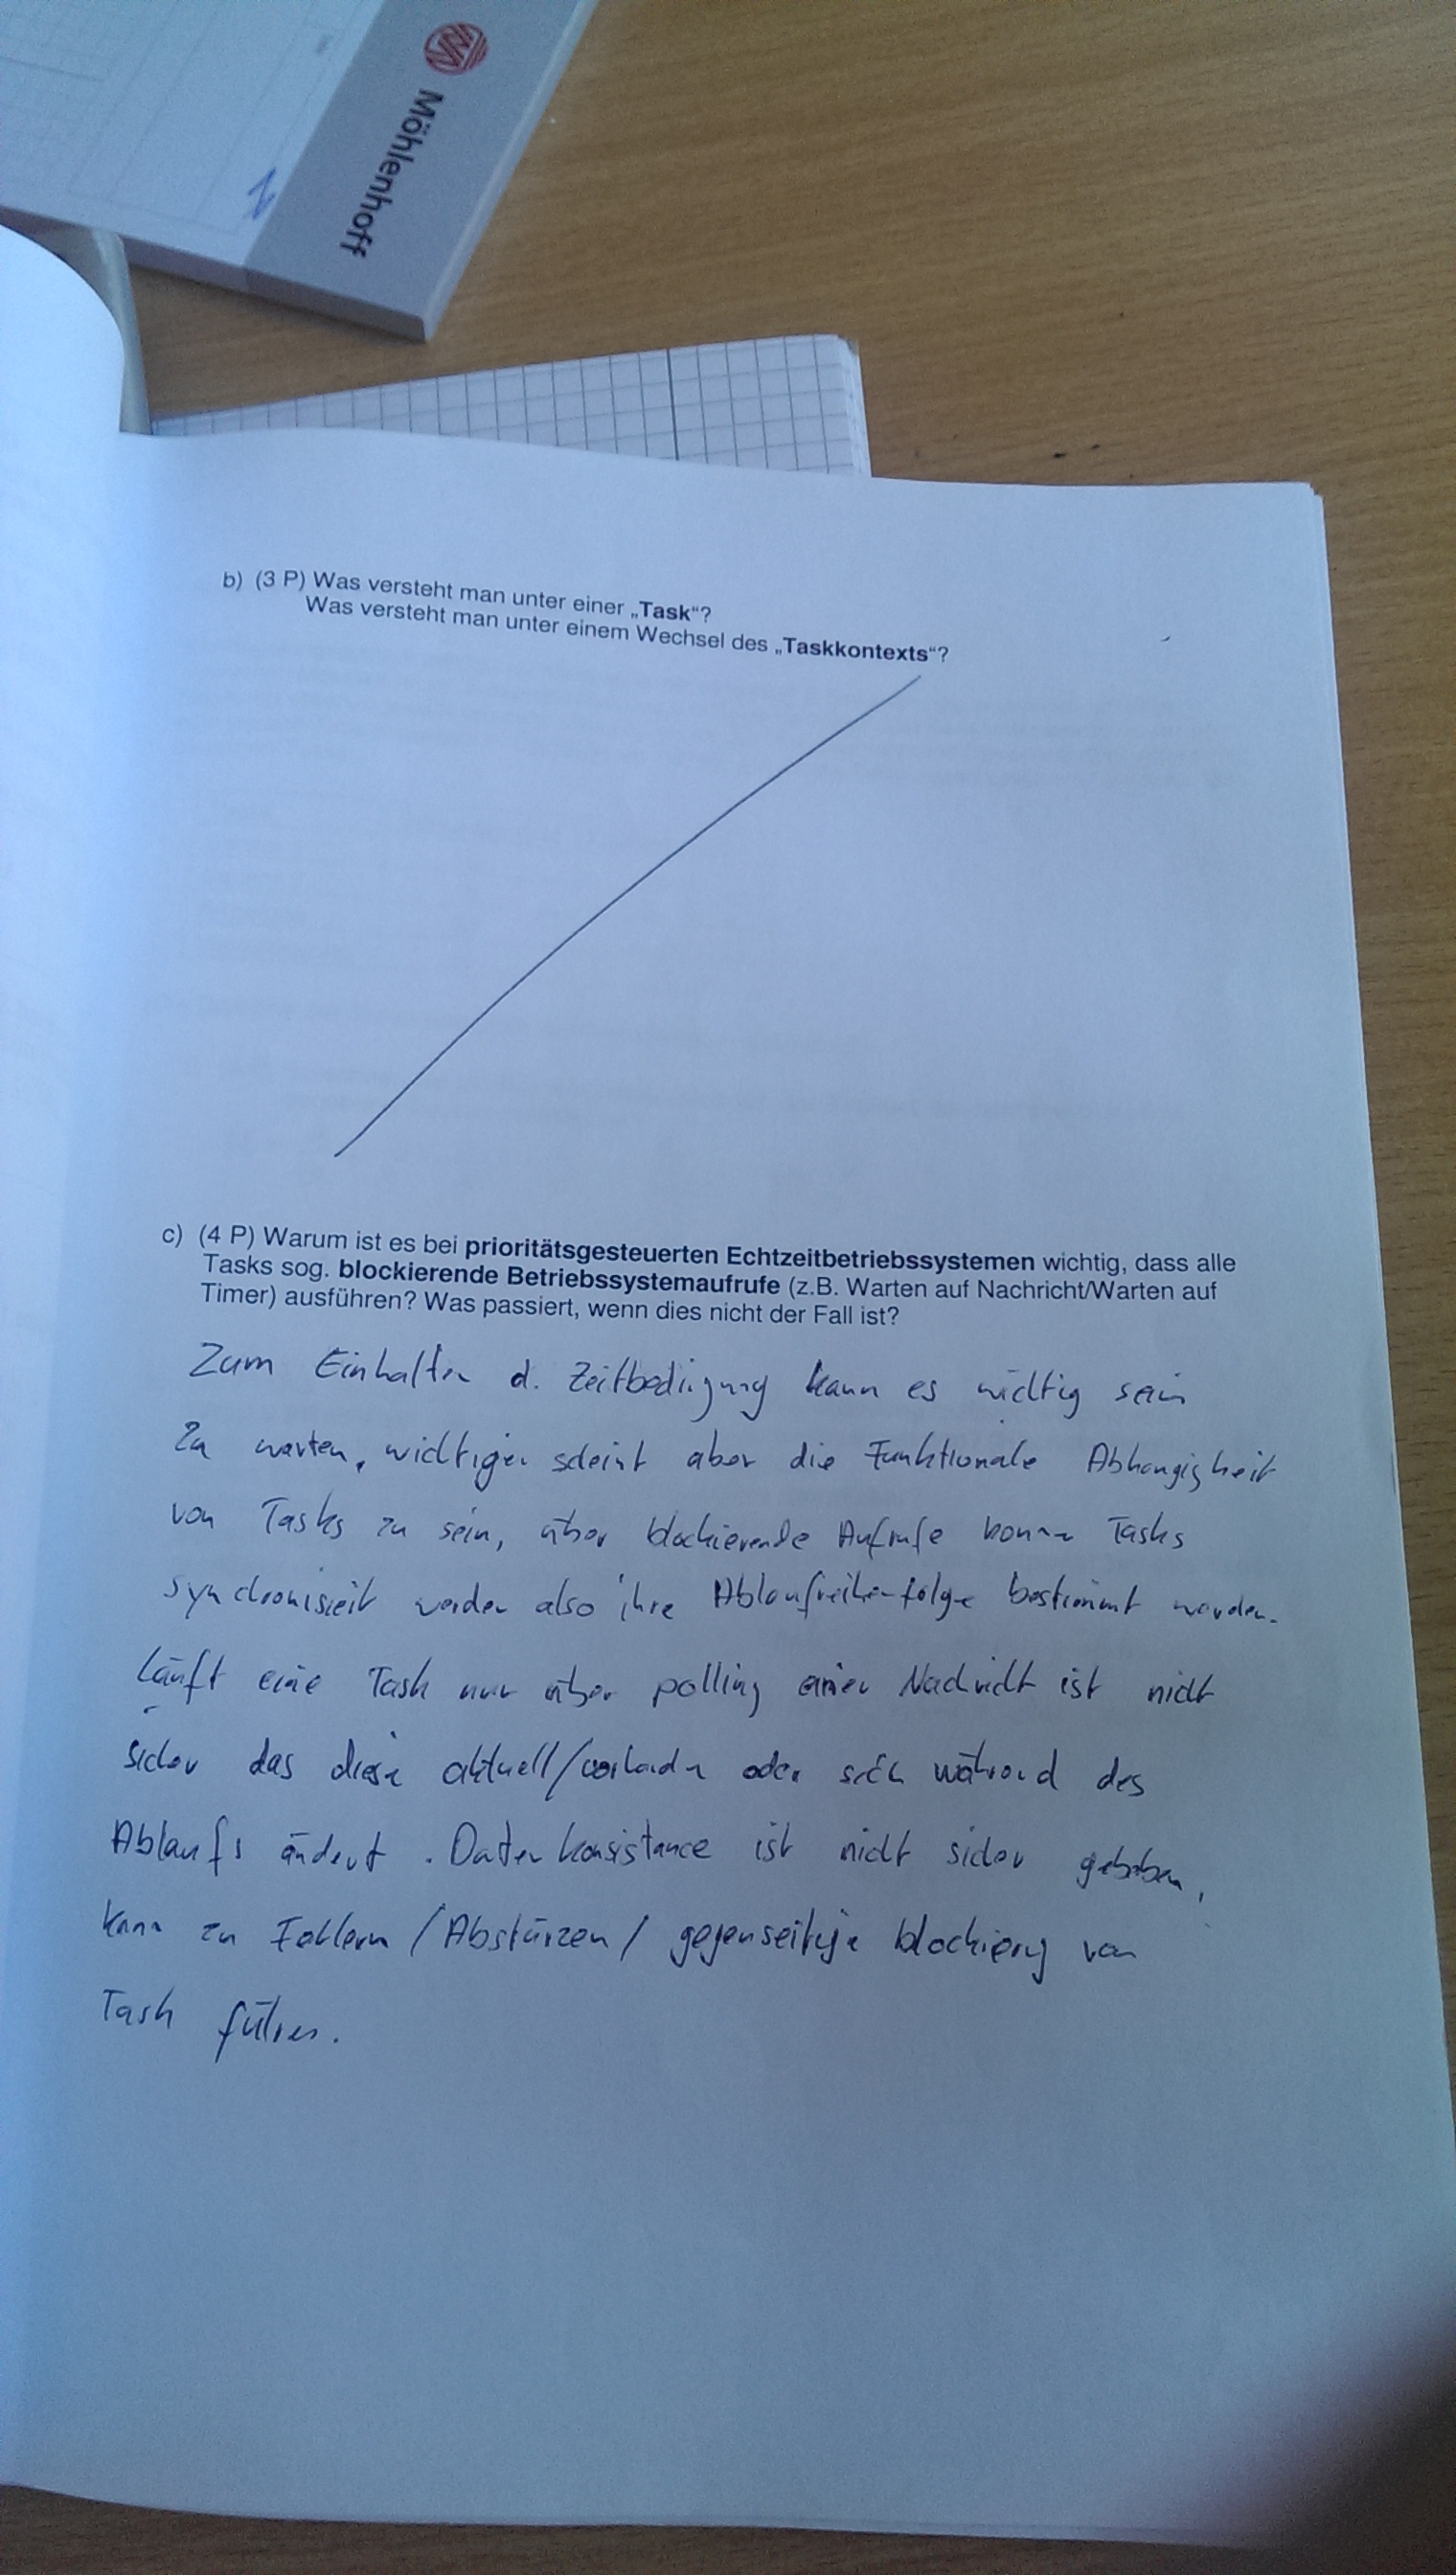 Möhlenhoff
b) (3 P) Was versteht man unter einer „Task“?
Was versteht man unter einem Wechsel des „Taskkontexts“?
c) (4 P) Warum ist es bei prioritätsgesteuerten Echtzeitbetriebssystemen wichtig, dass alle
Tasks sog. blockierende Betriebssystemaufrufe (z.B. Warten auf Nachricht/Warten auf
Timer) ausführen? Was passiert, wenn dies nicht der Fall ist?
Zum Einhalten d. Zeitbedingung kann es wichtig sein
zu warten, wichtiger scheint aber die Funktionale Abhängigkeit
von Tasks zu sein, über blockierende Aufrufe können Tasks
synchronisiert werden also ihre Ablaufreihenfolge bestimmt werden.
Läuft eine Task nur über polling einer Nachricht ist nicht
sicher das diese aktuell/vorhanden oder sich während des
Ablaufs ändert. Datenkonsistance ist nicht sicher gegeben,
kann zu Fehlern / Abstürzen / gegenseitige blockierung von
Task führen.